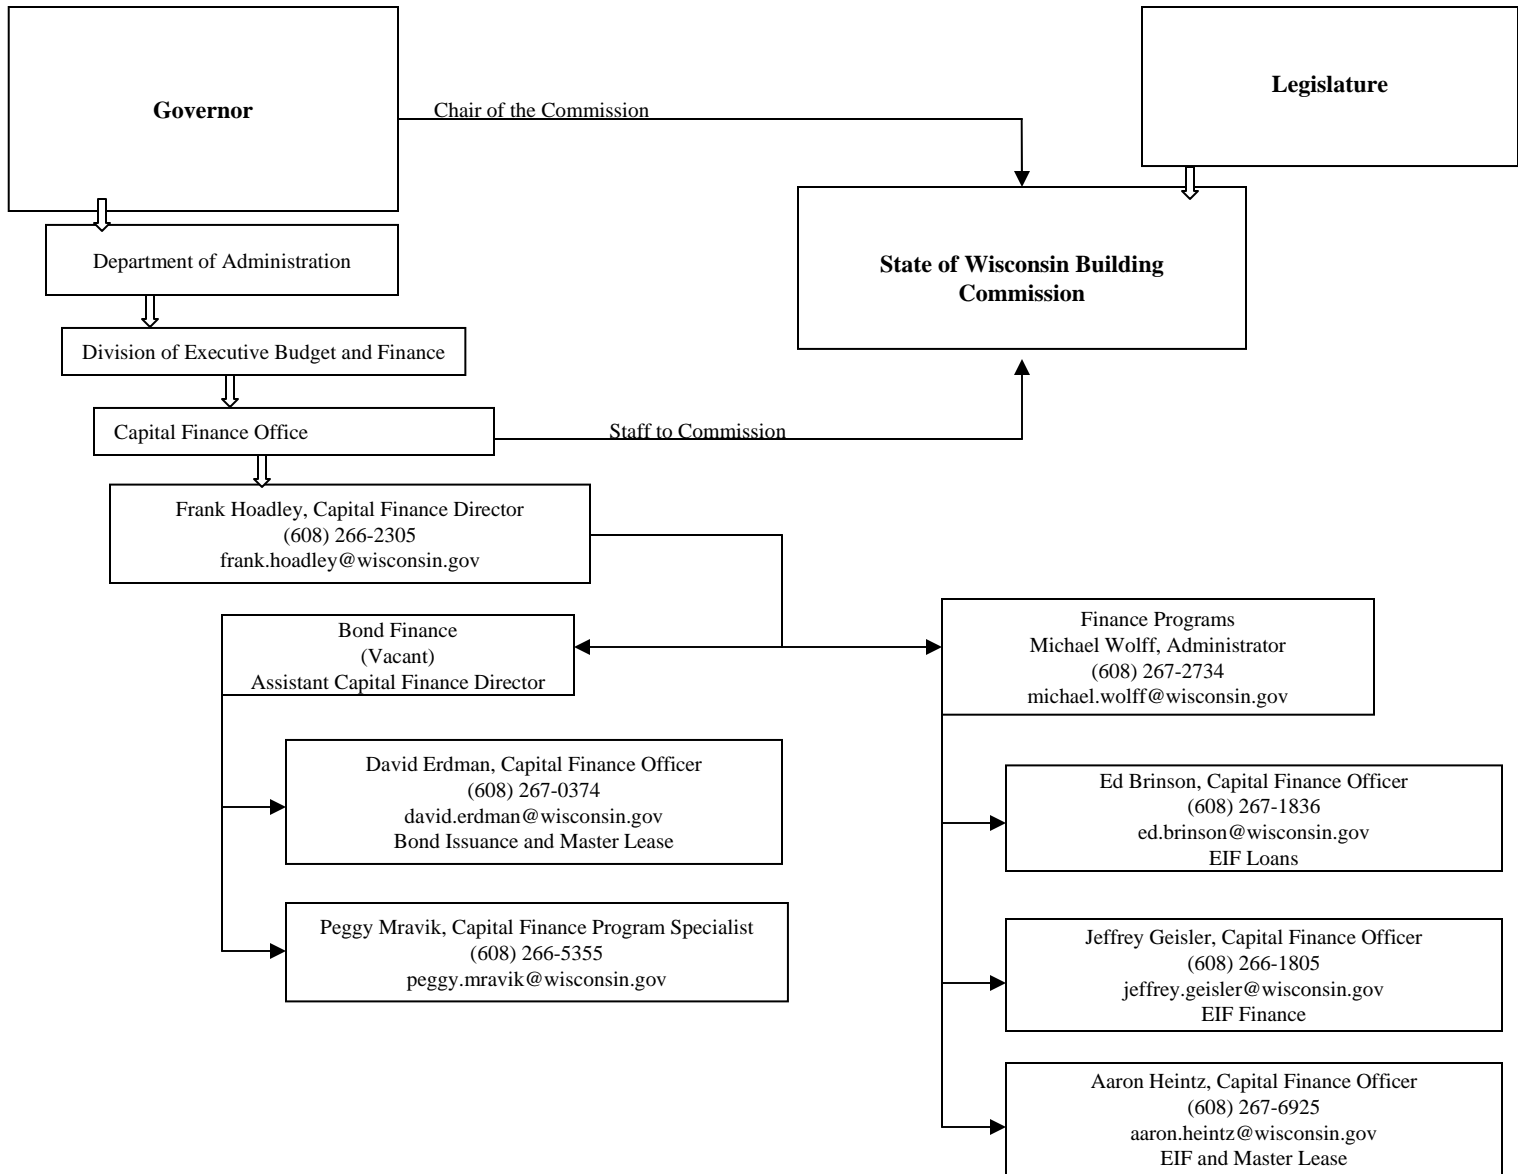 Governor
Chair of the Commission
Legislature
Department of Administration
State of Wisconsin Building
Commission
Division of Executive Budget and Finance
Capital Finance Office
Staff to Commission
Frank Hoadley, Capital Finance Director
(608) 266-2305
frank.hoadley@wisconsin.gov
Bond Finance
(Vacant)
Assistant Capital Finance Director
David Erdman, Capital Finance Officer
(608) 267-0374
david.erdman@wisconsin.gov
Bond Issuance and Master Lease
Peggy Mravik, Capital Finance Program Specialist
(608) 266-5355
peggy.mravik@wisconsin.gov
Finance Programs
Michael Wolff, Administrator
(608) 267-2734
michael.wolff@wisconsin.gov
Ed Brinson, Capital Finance Officer
(608) 267-1836
ed.brinson@wisconsin.gov
EIF Loans
Jeffrey Geisler, Capital Finance Officer
(608) 266-1805
jeffrey.geisler@wisconsin.gov
EIF Finance
Aaron Heintz, Capital Finance Officer
(608) 267-6925
aaron.heintz@wisconsin.gov
EIF and Master Lease